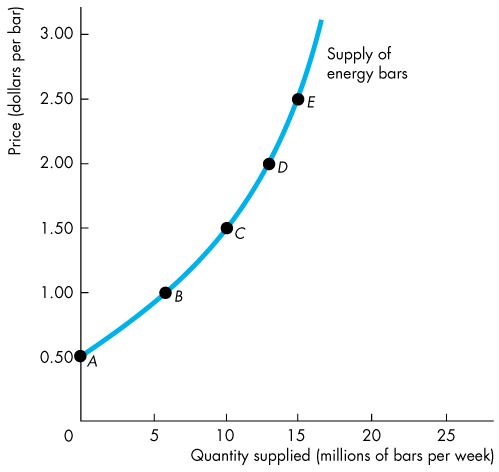 Price (dollars per bar)
3.00
2.50
2.00
1.50
1.00
0.50
Supply of
energy bars
E
D
C
B
A
0
5
10
15
20
25
Quantity supplied (millions of bars per week)